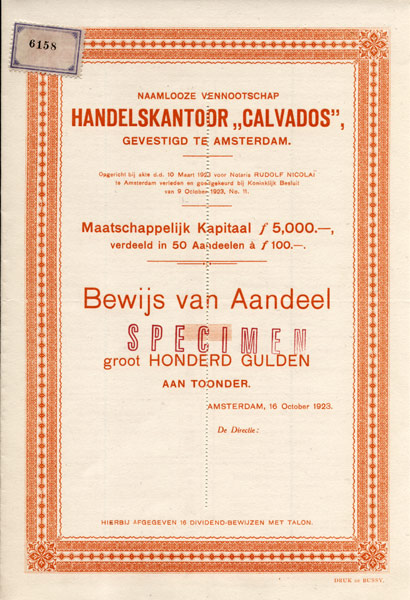 6158
NAAMLOOZE VENNOOTSCHAP
HANDELSKANTOOR „CALVADOS”,
GEVESTIGD TE AMSTERDAM.
Opgericht bij akte d.d. 10 Maart 1923 voor Notaris RUDOLF NICOLAI
te Amsterdam verleden en goedgekeurd bij Koninklijk Besluit
van 9 October 1923, No. 11.
Maatschappelijk Kapitaal f 5,000.—,
verdeeld in 50 Aandeelen à f 100.—.
Bewijs van Aandeel
SPECIMEN
groot HONDERD GULDEN
AAN TOONDER.
AMSTERDAM, 16 October 1923.
De Directie:
HIERBIJ AFGEGEVEN 16 DIVIDEND-BEWIJZEN MET TALON.
DRUK DE BUSSY.